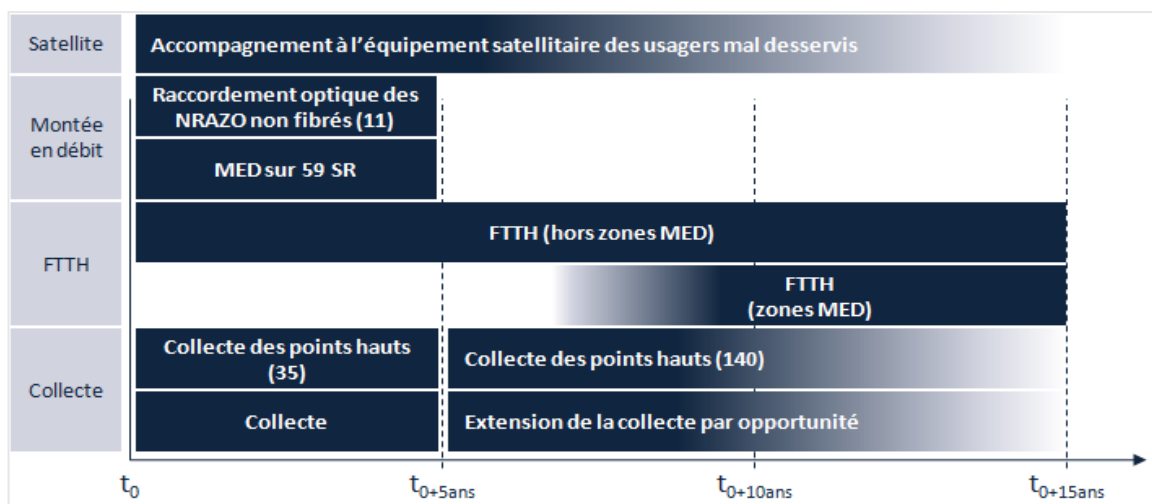 Satellite
Accompagnement à l'équipement satellitaire des usagers mal desservis
Montée
en débit
Raccordement optique des
NRAZO non fibrés (11)
MED sur 59 SR
FTTH
FTTH (hors zones MED)
FTTH
(zones MED)
Collecte
Collecte des points hauts
(35)
Collecte des points hauts (140)
Collecte
Extension de la collecte par opportunité
t0
t0+5ans
t0+10ans
t0+15ans